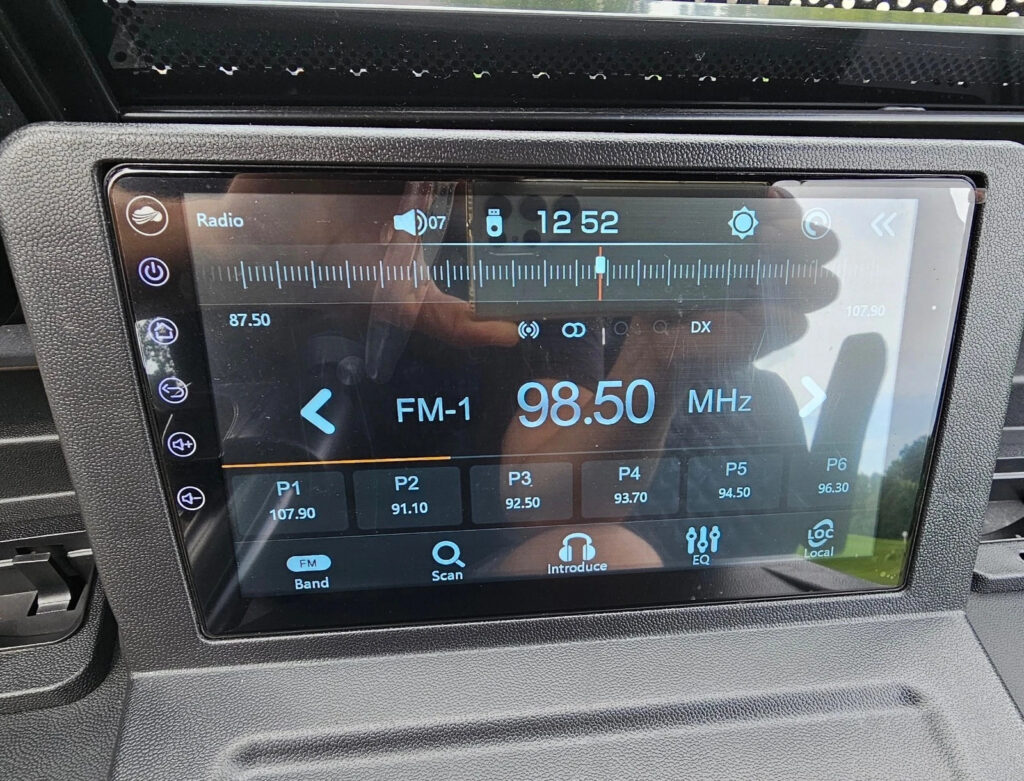 Radio 07 12 52
87.50 107.90
DX
FM-1 98.50 MHz
P1 P2 P3 P4 P5 P6
107.90 91.10 92.50 93.70 94.50 96.30
FM LOC
Band Scan Introduce EQ Local